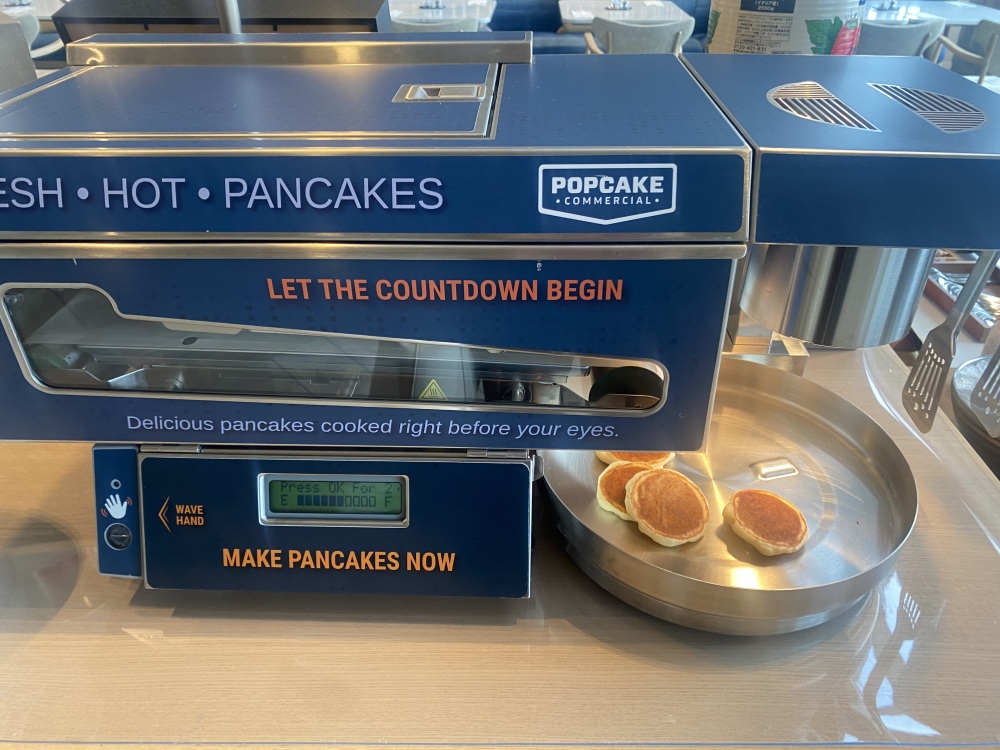 ESH • HOT • PANCAKES
POPCAKE
• COMMERCIAL •
LET THE COUNTDOWN BEGIN
Delicious pancakes cooked right before your eyes.
WAVE
HAND
Press OK For 2
E F
MAKE PANCAKES NOW